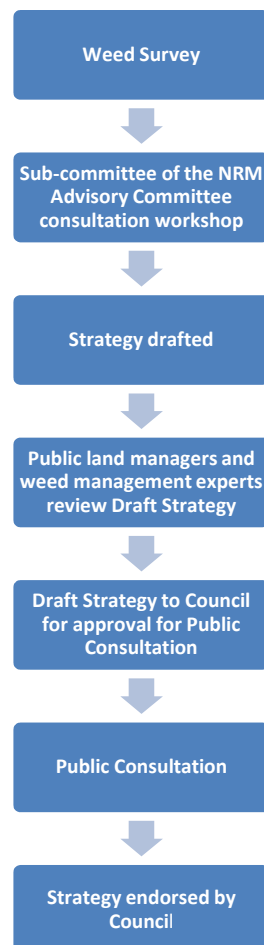 Weed Survey
Sub-committee of the NRM
Advisory Committee
consultation workshop
Strategy drafted
Public land managers and
weed management experts
review Draft Strategy
Draft Strategy to Council
for approval for Public
Consultation
Public Consultation
Strategy endorsed by
Council